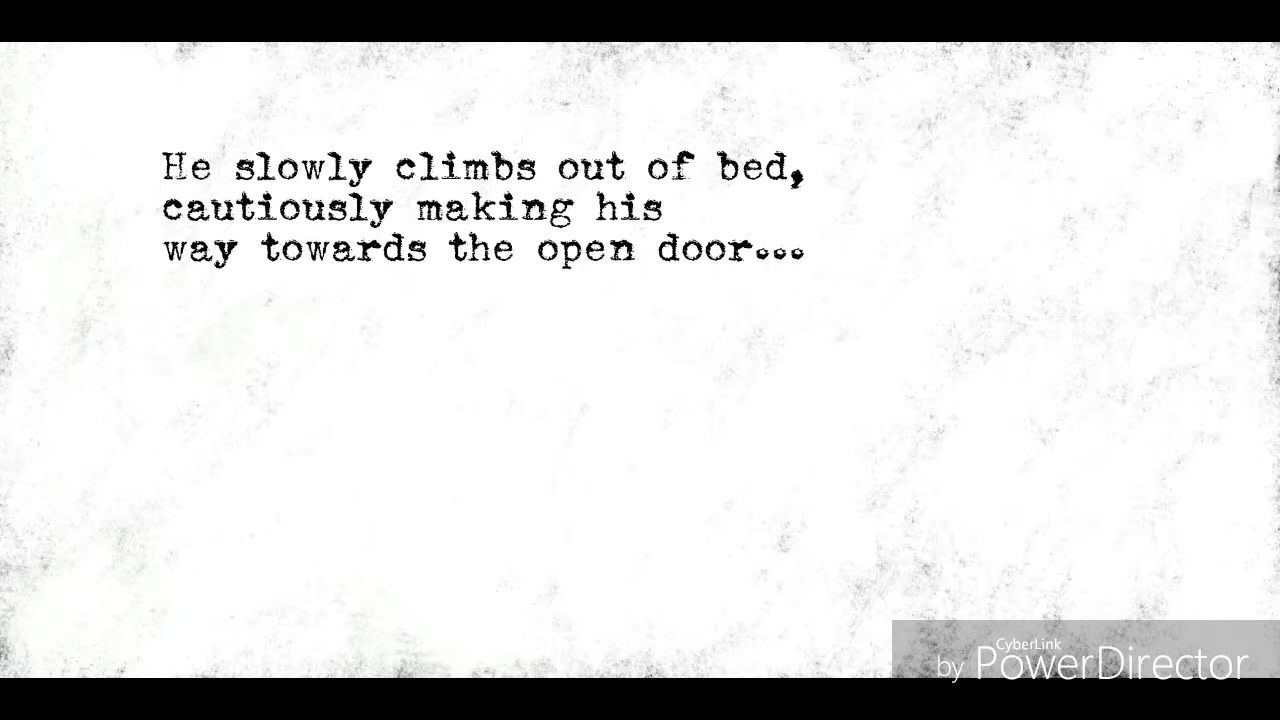 He slowly climbs out of bed,
cautiously making his
way towards the open door...
CyberLink
by PowerDirector